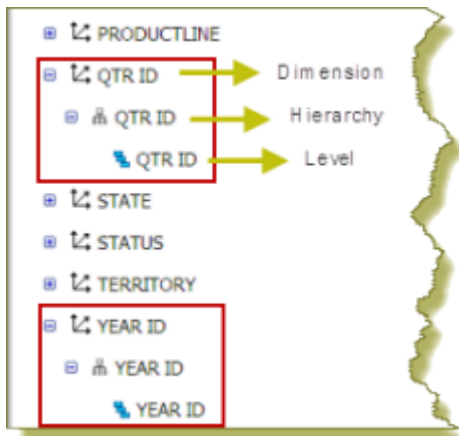 PRODUCTLINE
QTR ID Dimension
QTR ID Hierarchy
QTR ID Level
STATE
STATUS
TERRITORY
YEAR ID
YEAR ID
YEAR ID